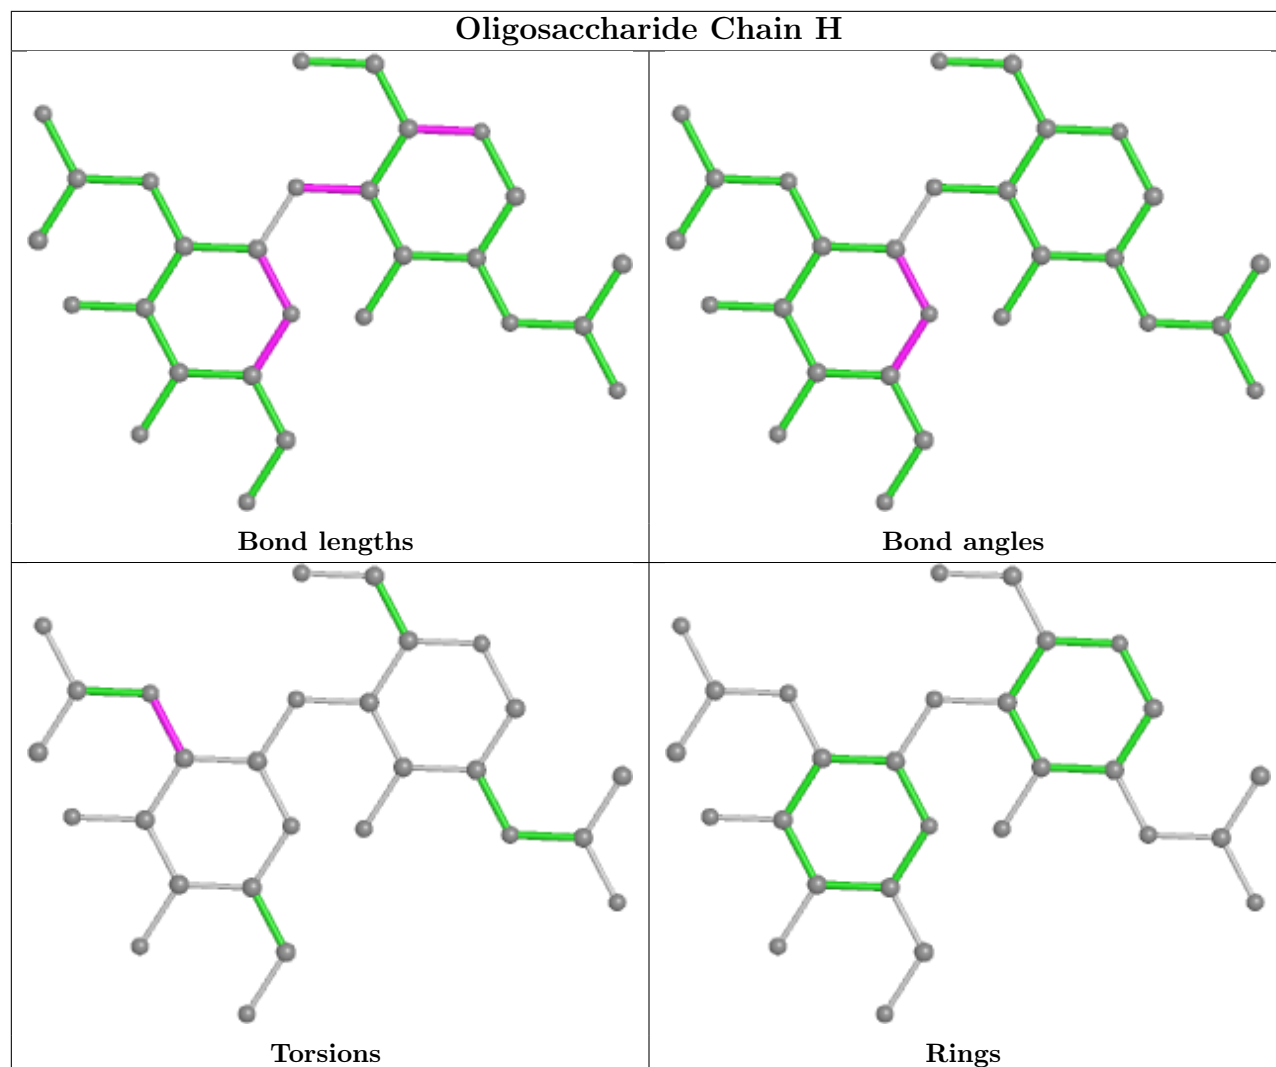 Oligosaccharide Chain H
Bond lengths
Bond angles
Torsions
Rings